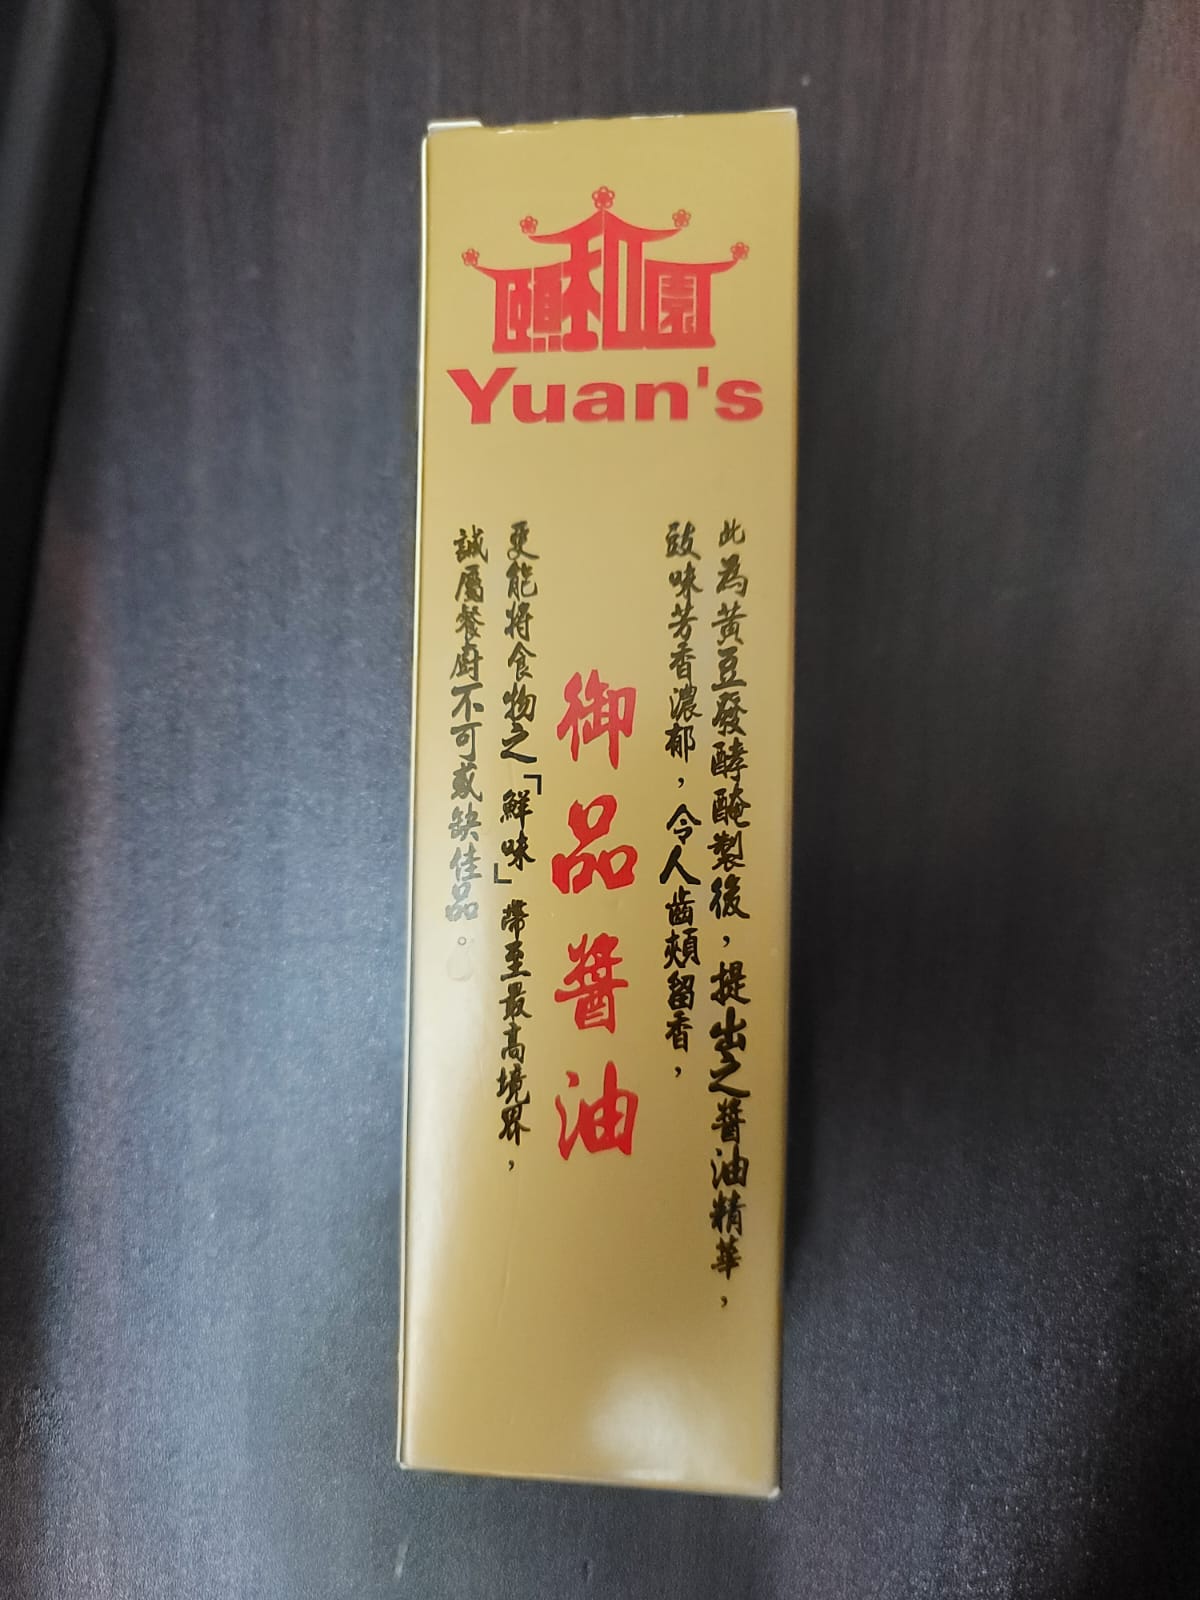 頤和園
Yuan's
此為黃豆發酵醃製後，提出之醬油精華，
豉味芳香濃郁，令人齒頰留香，
御品醬油
更能將食物之「鮮味」帶至最高境界，
誠屬餐廚不可或缺佳品。